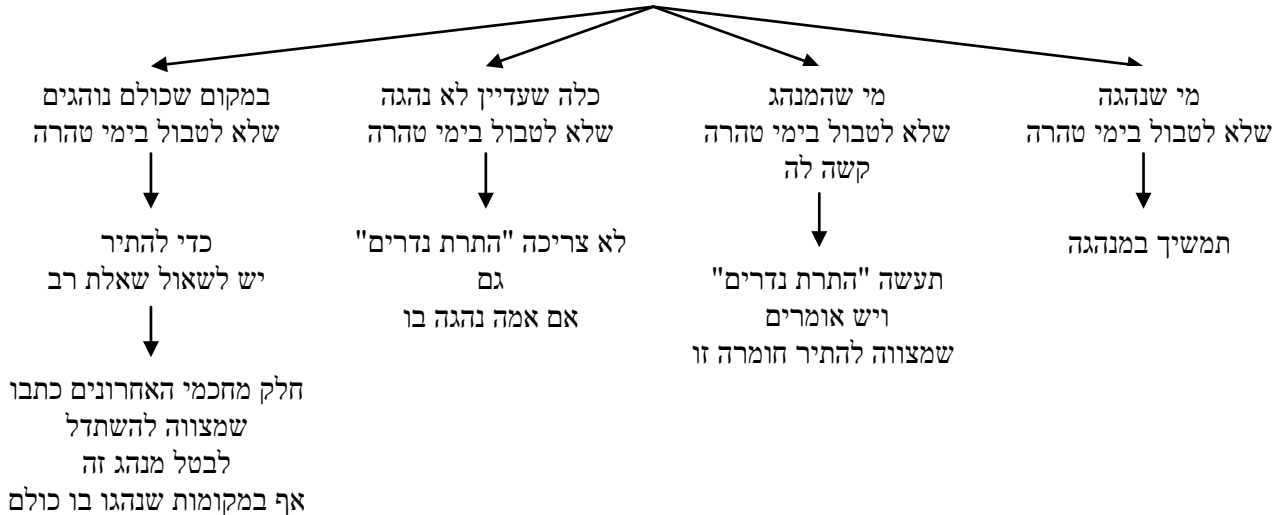 מי שנהגה
שלא לטבול בימי טהרה
תמשיך במנהגה
מי שהמנהג
שלא לטבול בימי טהרה
קשה לה
תעשה "התרת נדרים"
ויש אומרים
שמצווה להתיר חומרה זו
כלה שעדיין לא נהגה
שלא לטבול בימי טהרה
לא צריכה "התרת נדרים"
גם
אם אמה נהגה בו
במקום שכולם נוהגים
שלא לטבול בימי טהרה
כדי להתיר
יש לשאול שאלת רב
חלק מחכמי האחרונים כתבו
שמצווה להשתדל
לבטל מנהג זה
אף במקומות שנהגו בו כולם